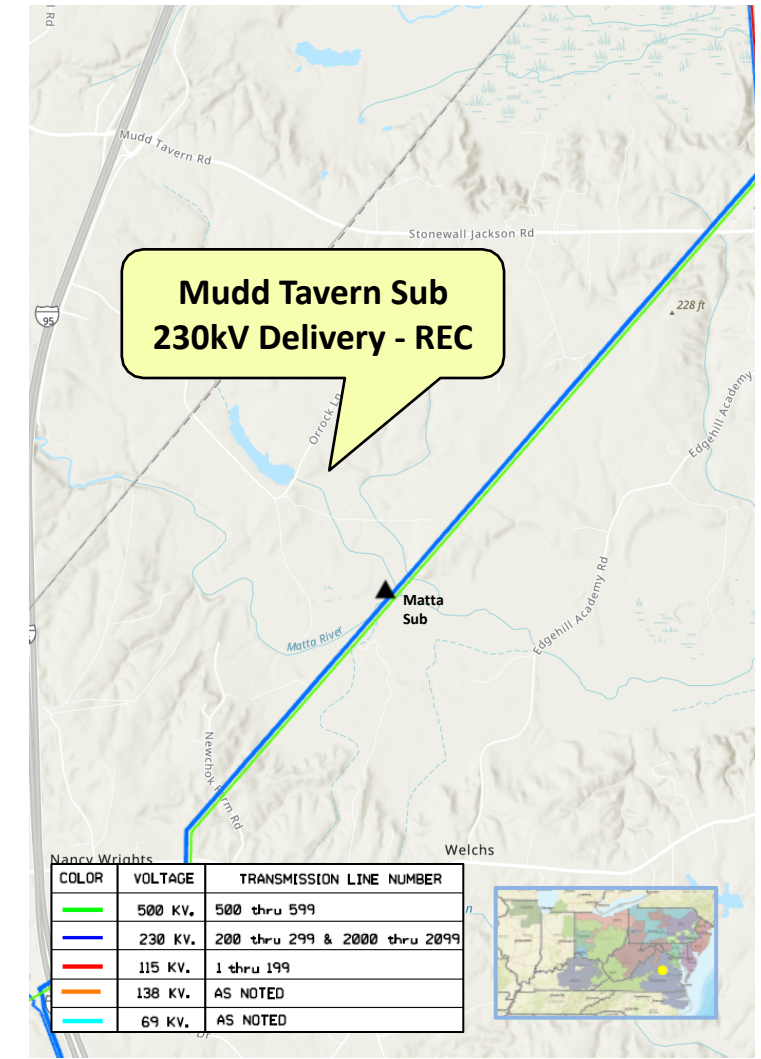 Rd
Mudd Tavern Rd
Stonewall Jackson Rd
Mudd Tavern Sub
230kV Delivery - REC
228 ft
95
Orrock Ln
Edgehill Academy
Matta
Sub
Edgehill Academy Rd
Matta River
Newchok Farm Rd
Welchs
Nancy Wrights
COLOR VOLTAGE TRANSMISSION LINE NUMBER
500 KV. 500 thru 599
230 KV. 200 thru 299 & 2000 thru 2099
115 KV. 1 thru 199
138 KV. AS NOTED
69 KV. AS NOTED
Dr